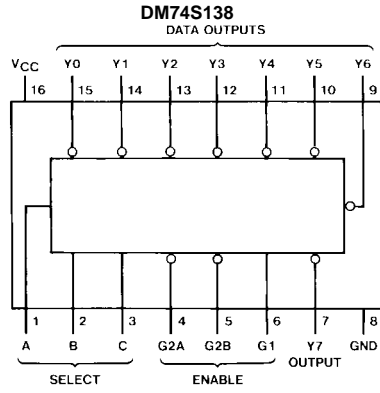 DM74S138
DATA OUTPUTS
VCC Y0 Y1 Y2 Y3 Y4 Y5 Y6
16 15 14 13 12 11 10 9
1 2 3 4 5 6 7 8
A B C G2A G2B G1 Y7 GND
OUTPUT
SELECT ENABLE